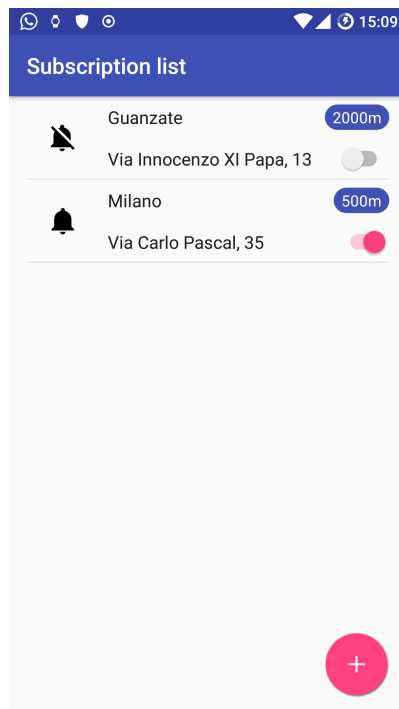 15:09
Subscription list
Guanzate 2000m
Via Innocenzo XI Papa, 13
Milano 500m
Via Carlo Pascal, 35